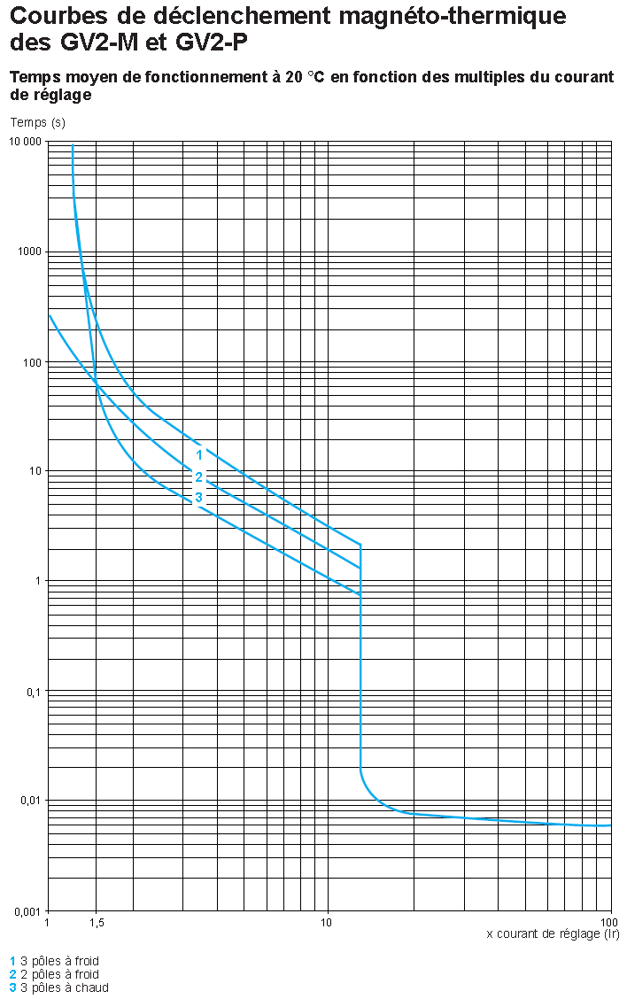 Courbes de déclenchement magnéto-thermique
des GV2-M et GV2-P
Temps moyen de fonctionnement à 20 °C en fonction des multiples du courant
de réglage
Temps (s)
10 000
1000
100
10
1
0,1
0,01
0,001
1
2
3
1
1,5
10
100
x courant de réglage (Ir)
1 3 pôles à froid
2 2 pôles à froid
3 3 pôles à chaud